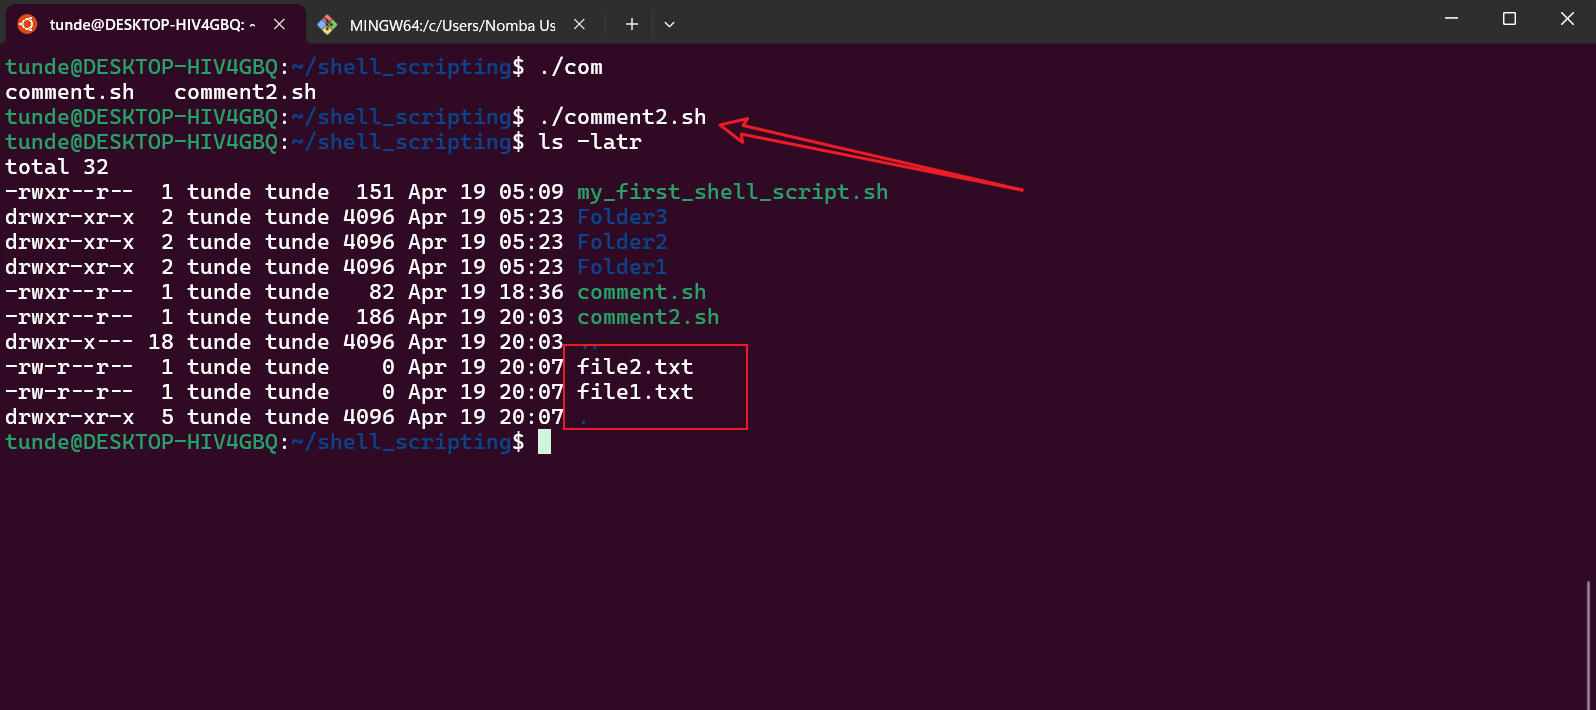 tunde@DESKTOP-HIV4GBQ: ~ MINGW64:/c/Users/Nomba Us
tunde@DESKTOP-HIV4GBQ:~/shell_scripting$ ./com
comment.sh   comment2.sh
tunde@DESKTOP-HIV4GBQ:~/shell_scripting$ ./comment2.sh
tunde@DESKTOP-HIV4GBQ:~/shell_scripting$ ls -latr
total 32
-rwxr--r--  1 tunde tunde  151 Apr 19 05:09 my_first_shell_script.sh
drwxr-xr-x  2 tunde tunde 4096 Apr 19 05:23 Folder3
drwxr-xr-x  2 tunde tunde 4096 Apr 19 05:23 Folder2
drwxr-xr-x  2 tunde tunde 4096 Apr 19 05:23 Folder1
-rwxr--r--  1 tunde tunde   82 Apr 19 18:36 comment.sh
-rwxr--r--  1 tunde tunde  186 Apr 19 20:03 comment2.sh
drwxr-x--- 18 tunde tunde 4096 Apr 19 20:03 ..
-rw-r--r--  1 tunde tunde    0 Apr 19 20:07 file2.txt
-rw-r--r--  1 tunde tunde    0 Apr 19 20:07 file1.txt
drwxr-xr-x  5 tunde tunde 4096 Apr 19 20:07 .
tunde@DESKTOP-HIV4GBQ:~/shell_scripting$